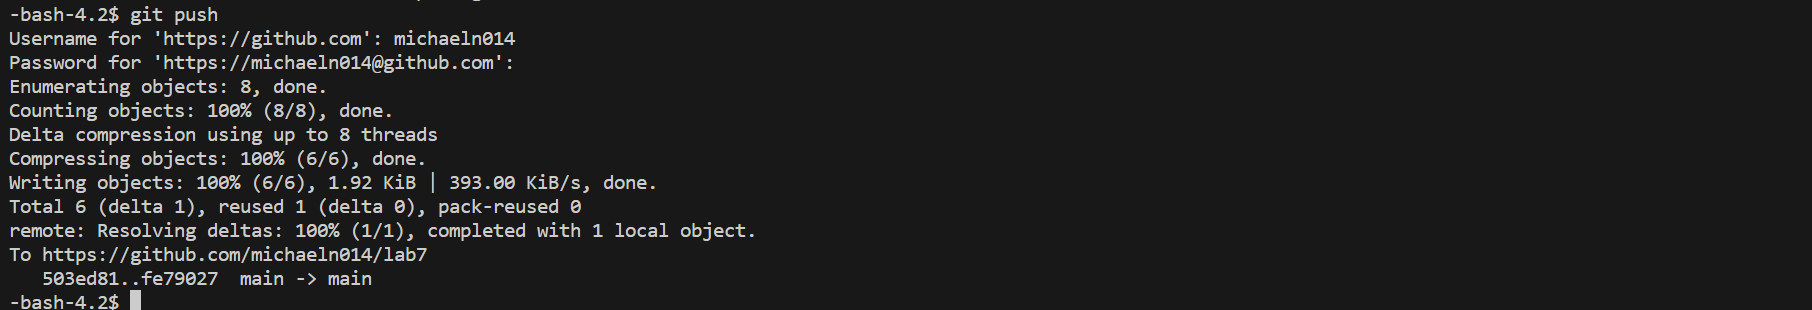 -bash-4.2$ git push
Username for 'https://github.com': michaeln014
Password for 'https://michaeln014@github.com':
Enumerating objects: 8, done.
Counting objects: 100% (8/8), done.
Delta compression using up to 8 threads
Compressing objects: 100% (6/6), done.
Writing objects: 100% (6/6), 1.92 KiB | 393.00 KiB/s, done.
Total 6 (delta 1), reused 1 (delta 0), pack-reused 0
remote: Resolving deltas: 100% (1/1), completed with 1 local object.
To https://github.com/michaeln014/lab7
   503ed81..fe79027  main -> main
-bash-4.2$